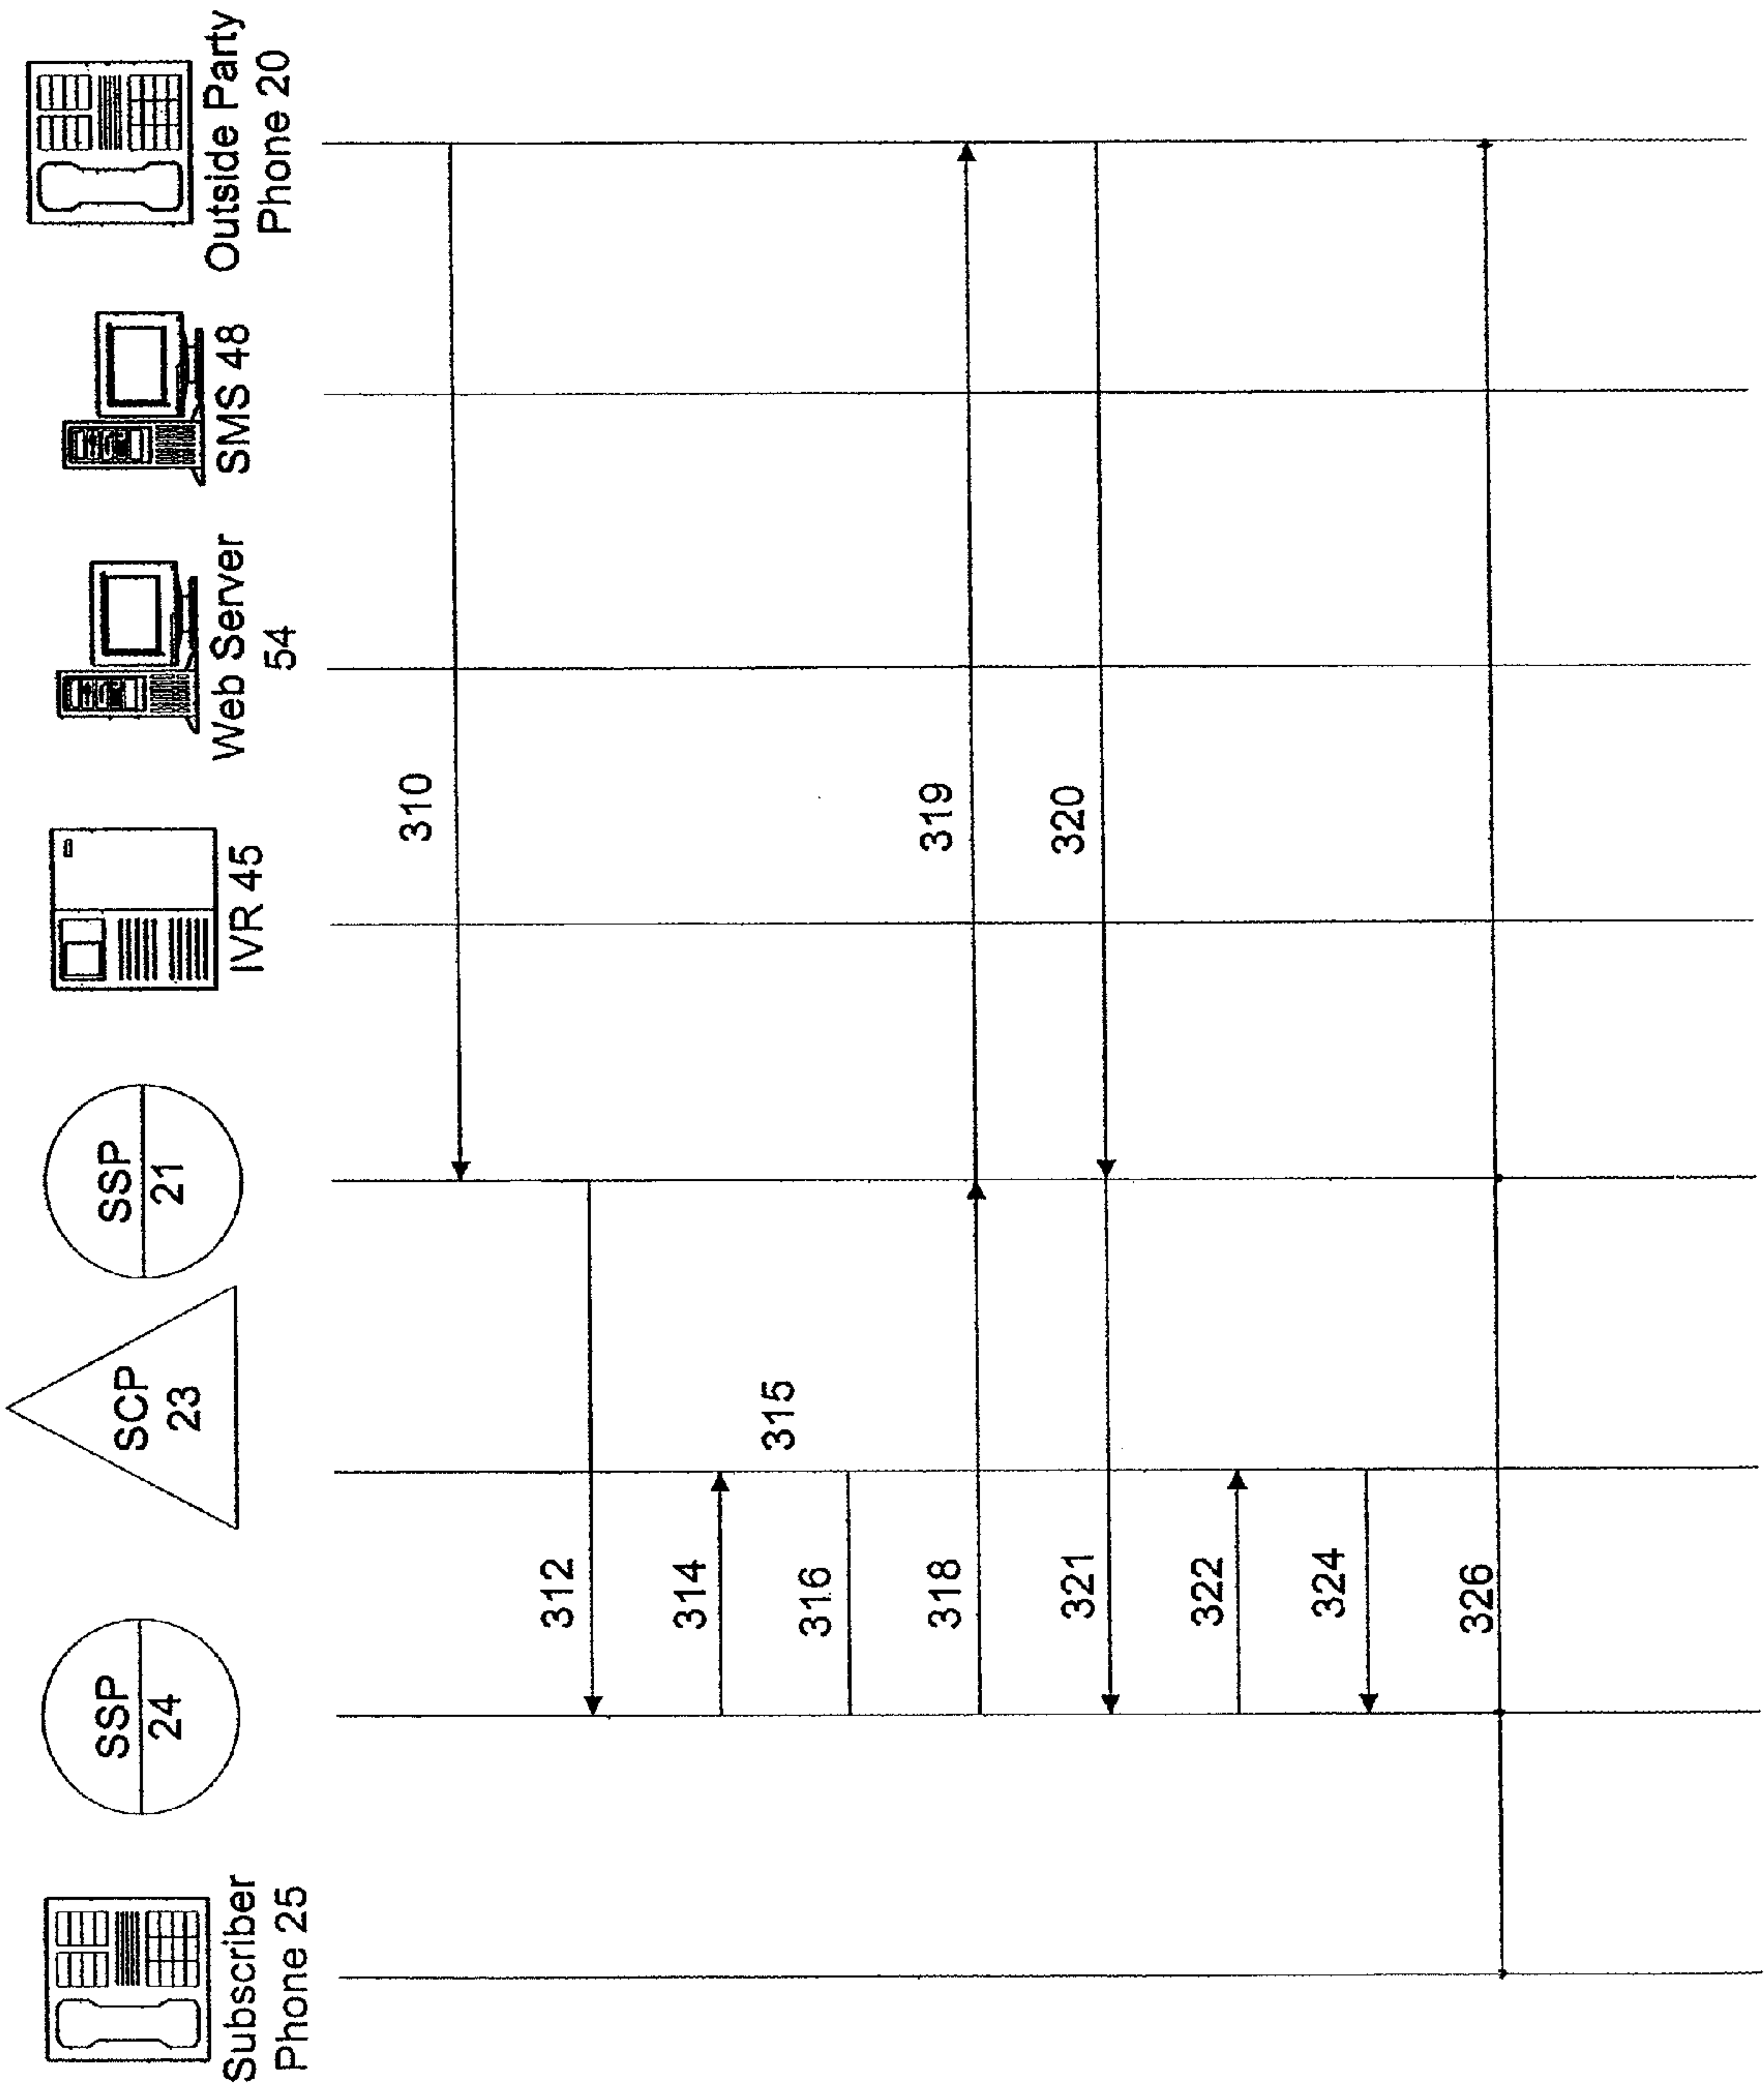 Subscriber
Phone 25
SSP
24
SCP
23
SSP
21
IVR 45
Web Server
54
SMS 48
Outside Party
Phone 20
310
312
314
315
316
318
319
320
321
322
324
326